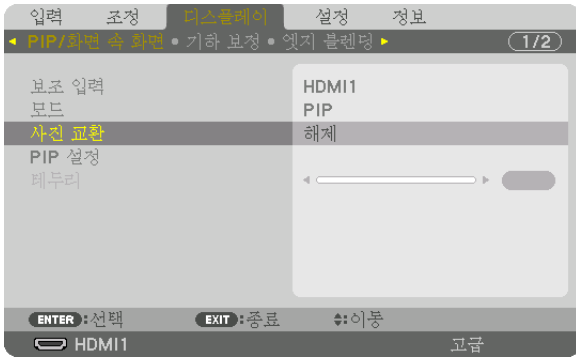 입력 조정 디스플레이 설정 정보
PIP/화면 속 화면 • 기하 보정 • 엣지 블렌딩 1/2
보조 입력 HDMI1
모드 PIP
사진 교환 해제
PIP 설정
테두리
ENTER:선택 EXIT:종료 :이동
HDMI1 고급